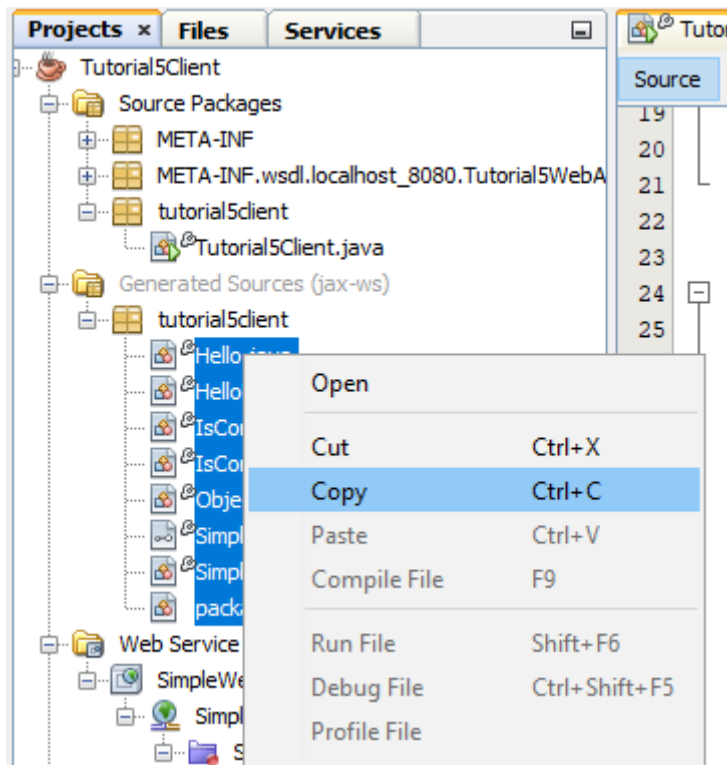 Projects × Files Services
Tutorial5Client
Source Packages
META-INF
META-INF.wsdl.localhost_8080.Tutorial5WebA
tutorial5client
Tutorial5Client.java
Generated Sources (jax-ws)
tutorial5client
Hello.java
Hello
IsCo
IsCo
Obje
Simpl
Simpl
packa
Web Service
SimpleWe
Simpl
S
Open
Cut Ctrl+X
Copy Ctrl+C
Paste Ctrl+V
Compile File F9
Run File Shift+F6
Debug File Ctrl+Shift+F5
Profile File
Tutor
Source
19
20
21
22
23
24
25